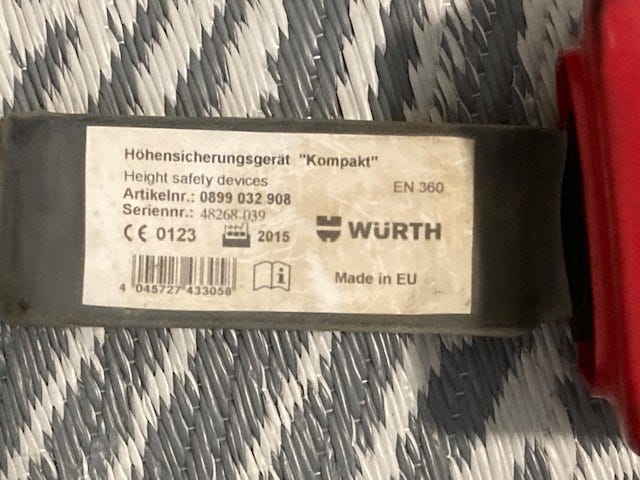 Höhensicherungsgerät "Kompakt"
Height safety devices
EN 360
Artikelnr.: 0899 032 908
Seriennr.: 48268-039
CE 0123
2015
WÜRTH
4 045727 433058
i
Made in EU